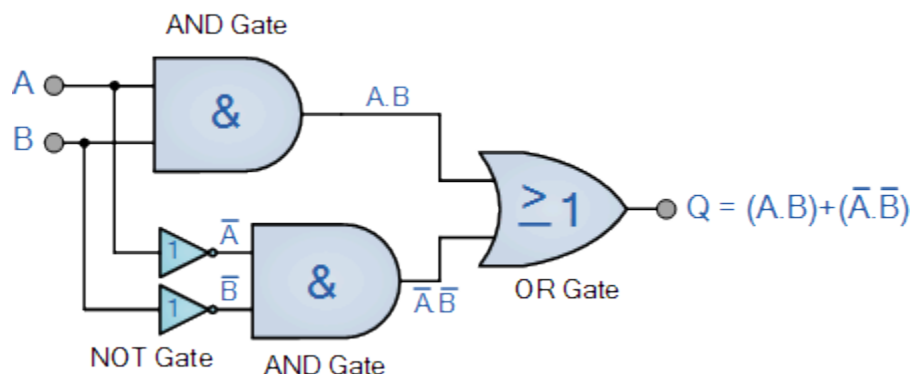 AND Gate
A
&
A.B
B
≥1
Q = (A.B)+(A̅.B̅)
1
A̅
&
1
B̅
A̅.B̅
OR Gate
NOT Gate
AND Gate